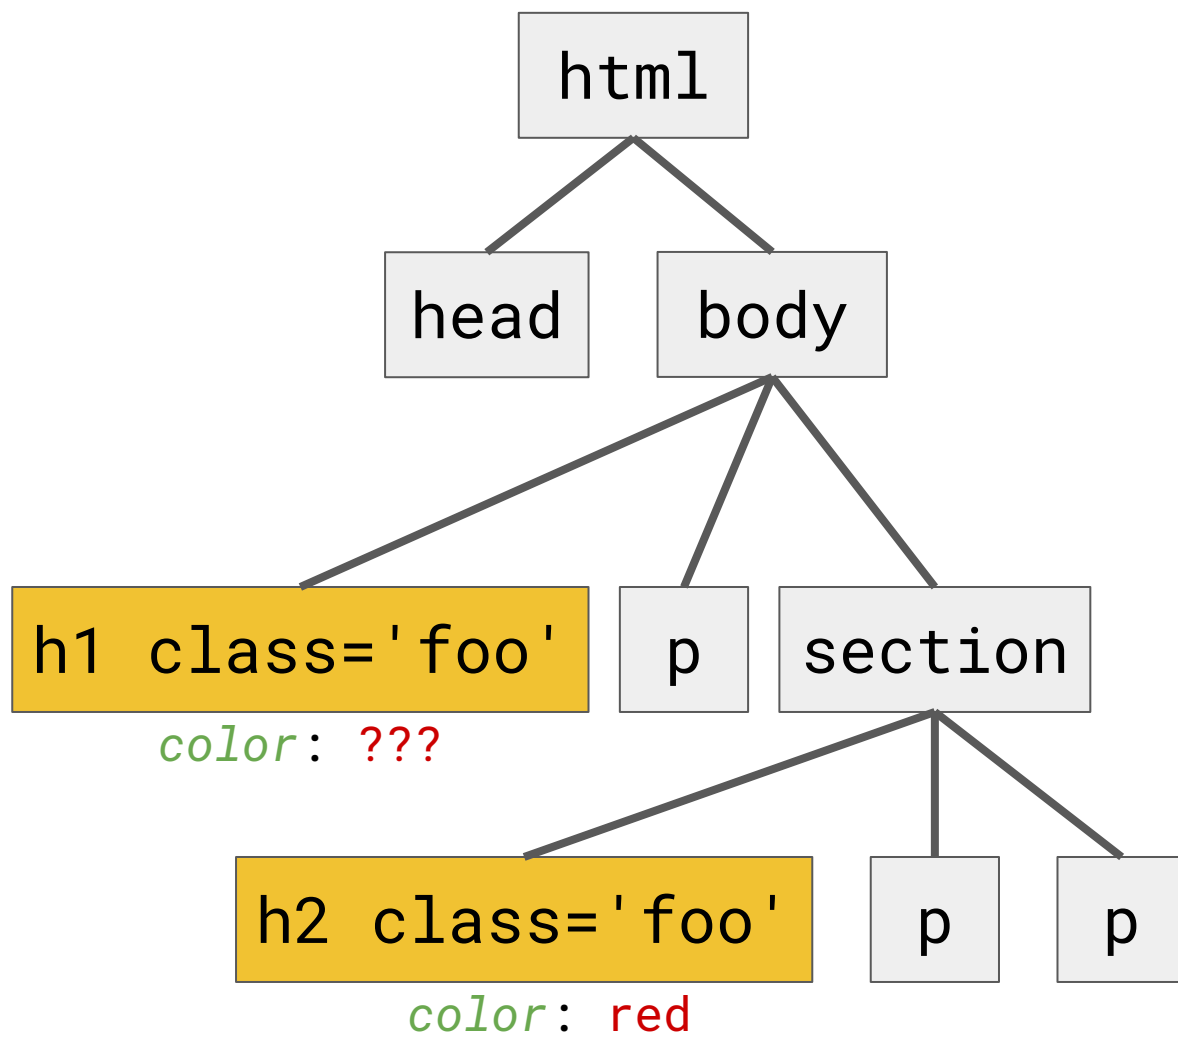 html
head body
h1 class='foo' p section
color: ???
h2 class='foo' p p
color: red